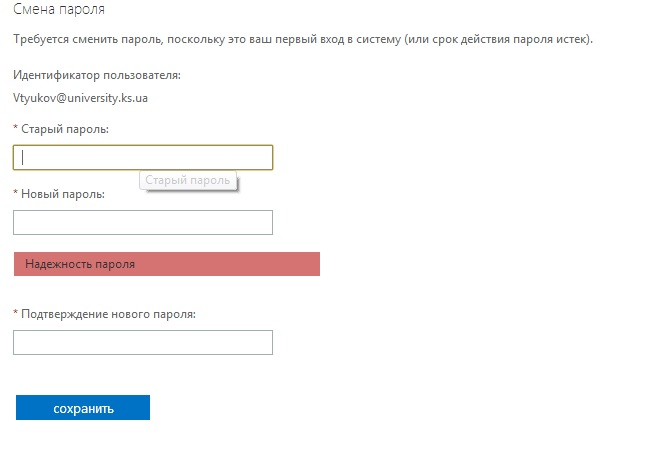 Смена пароля
Требуется сменить пароль, поскольку это ваш первый вход в систему (или срок действия пароля истек).
Идентификатор пользователя:
Vtyukov@university.ks.ua
* Старый пароль:
Старый пароль
* Новый пароль:
Надежность пароля
* Подтверждение нового пароля:
сохранить